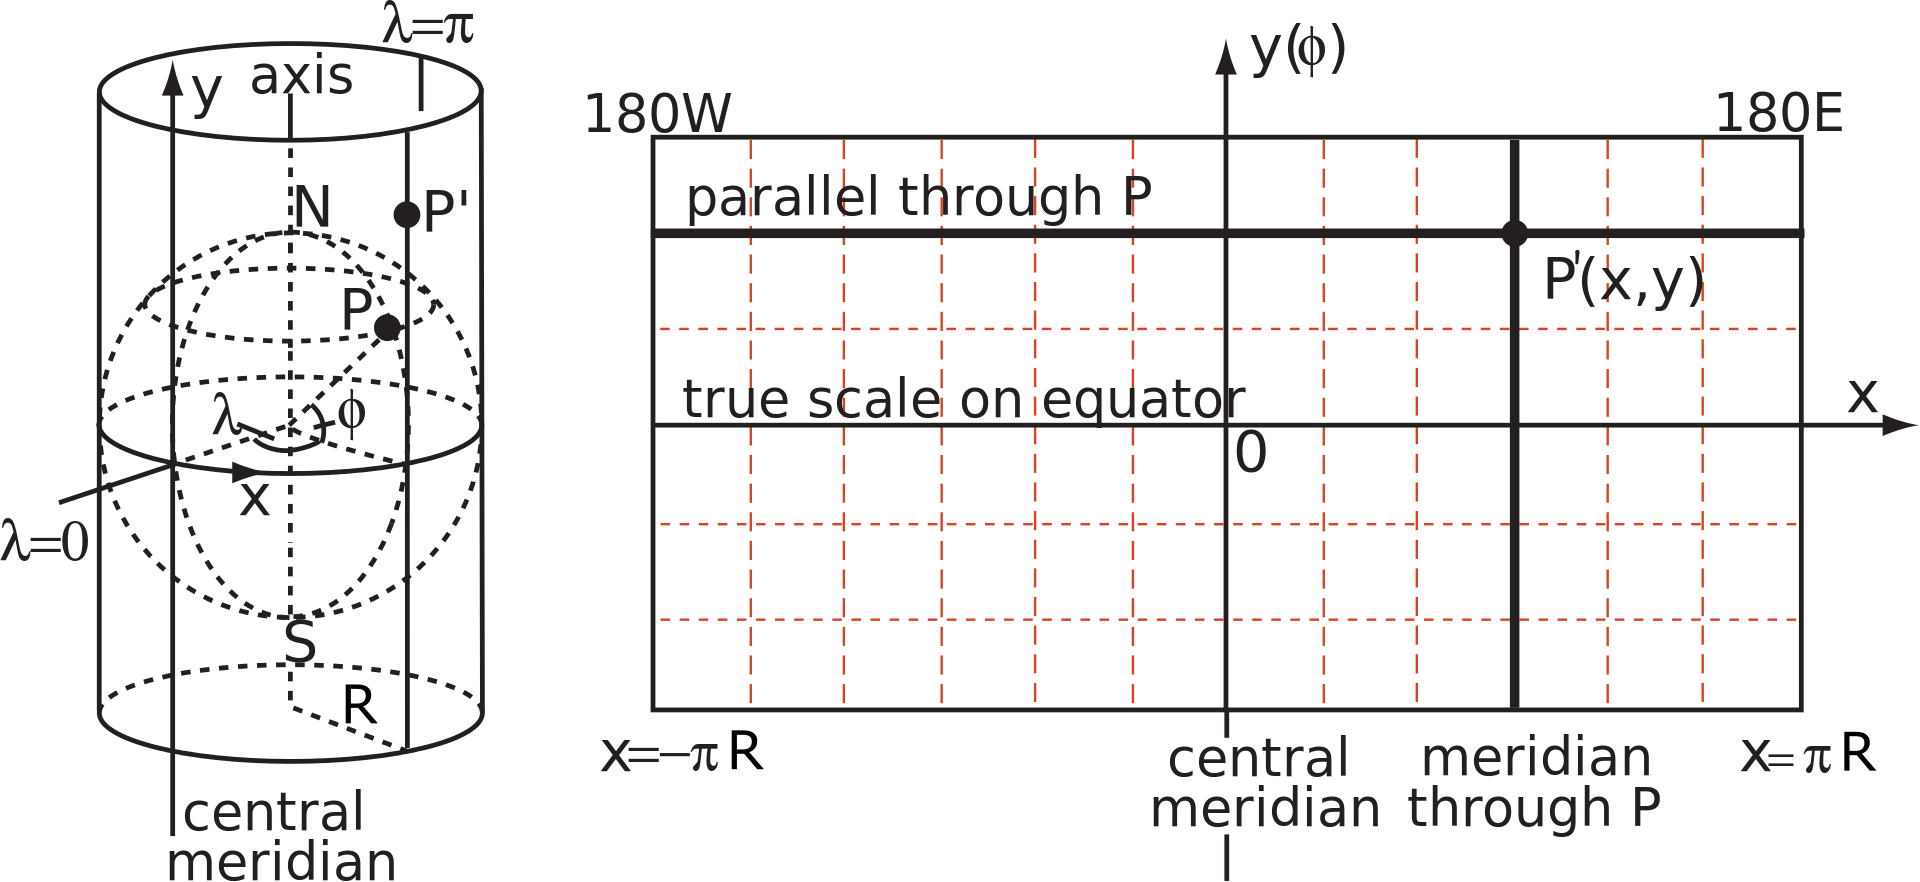 λ=π
y
axis
N
P'
P
λ
ϕ
x
λ=0
S
R
central
meridian
y(ϕ)
180W
180E
parallel through P
P'(x,y)
true scale on equator
x
0
x=−π R
central
meridian
meridian
through P
x= π R